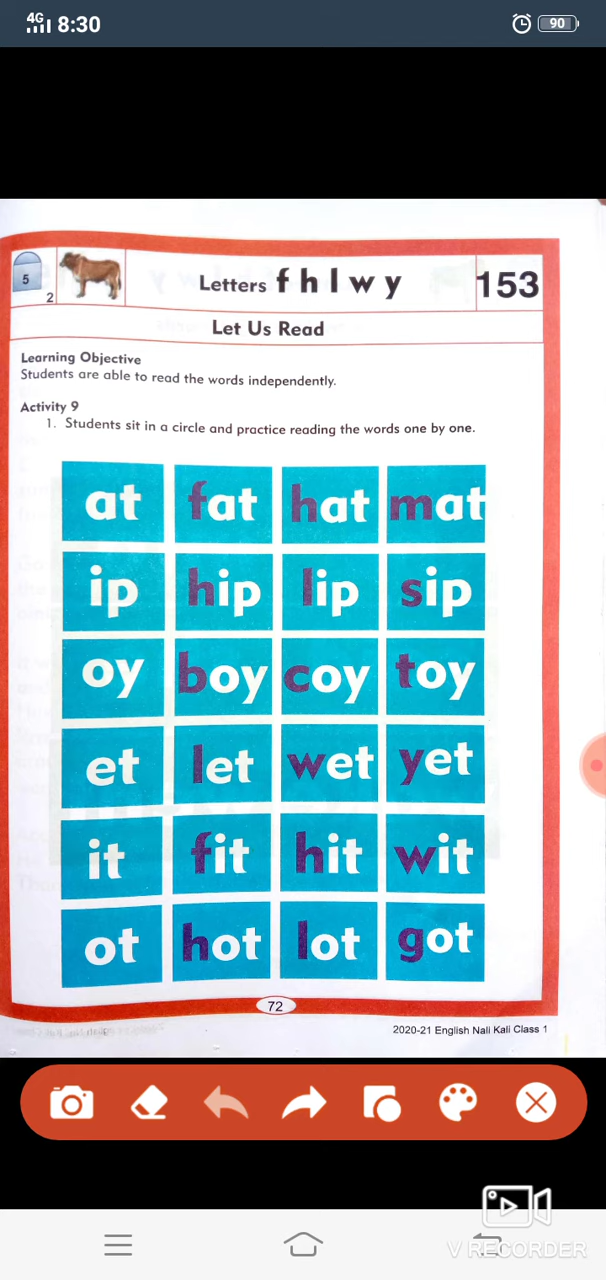 4G 8:30 90
5
2
Letters f h l w y
153
Let Us Read
Learning Objective
Students are able to read the words independently.
Activity 9
1. Students sit in a circle and practice reading the words one by one.
at fat hat mat
ip hip lip sip
oy boy coy toy
et let wet yet
it fit hit wit
ot hot lot got
72
2020-21 English Nali Kali Class 1
V RECORDER